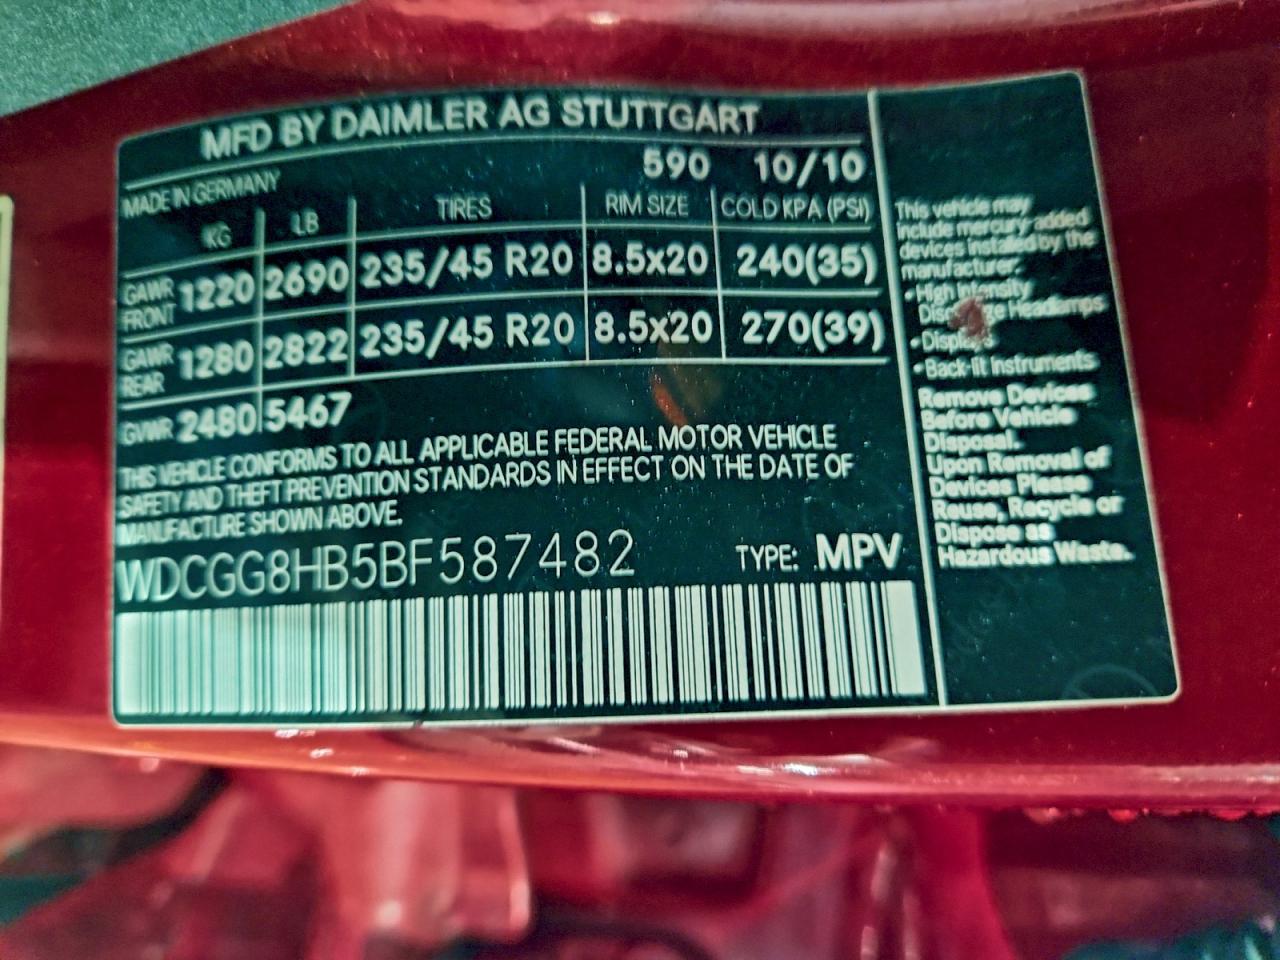 MFD BY DAIMLER AG STUTTGART
590 10/10
MADE IN GERMANY
KG LB TIRES RIM SIZE COLD KPA (PSI)
GAWR FRONT 1220 2690 235/45 R20 8.5x20 240(35)
GAWR REAR 1280 2822 235/45 R20 8.5x20 270(39)
GVWR 2480 5467
THIS VEHICLE CONFORMS TO ALL APPLICABLE FEDERAL MOTOR VEHICLE
SAFETY AND THEFT PREVENTION STANDARDS IN EFFECT ON THE DATE OF
MANUFACTURE SHOWN ABOVE.
WDCGG8HB5BF587482 TYPE: MPV
This vehicle may
include mercury-added
devices installed by the
manufacturer:
• High Intensity
Discharge Headlamps
• Displays
• Back-lit Instruments
Remove Devices
Before Vehicle
Disposal.
Upon Removal of
Devices Please
Reuse, Recycle or
Dispose as
Hazardous Waste.